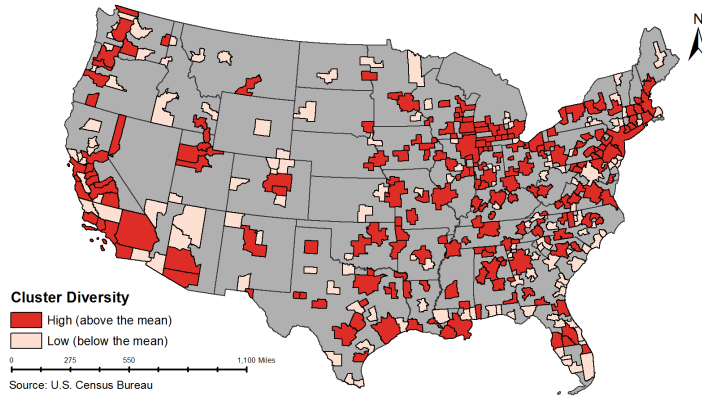 N
Cluster Diversity
High (above the mean)
Low (below the mean)
0 275 550 1,100 Miles
Source: U.S. Census Bureau